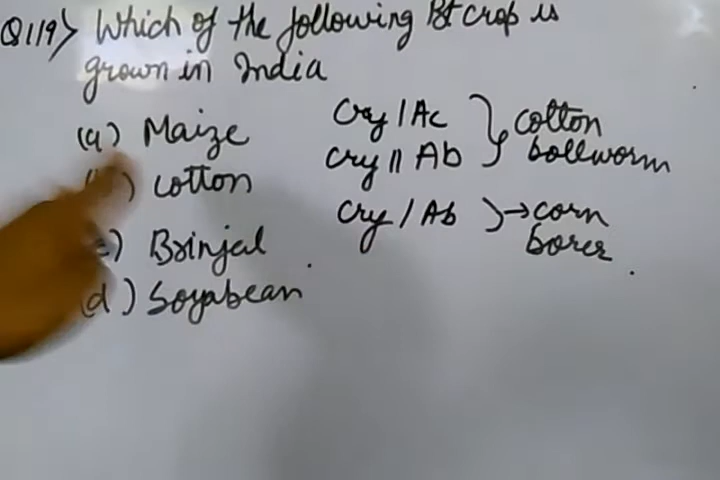 Q119) Which of the following Bt crop is
grown in India
(a) Maize
(b) cotton
(c) Brinjal
(d) Soyabean
Cry I Ac
cry II Ab
cotton
bollworm
cry I Ab → corn
borer